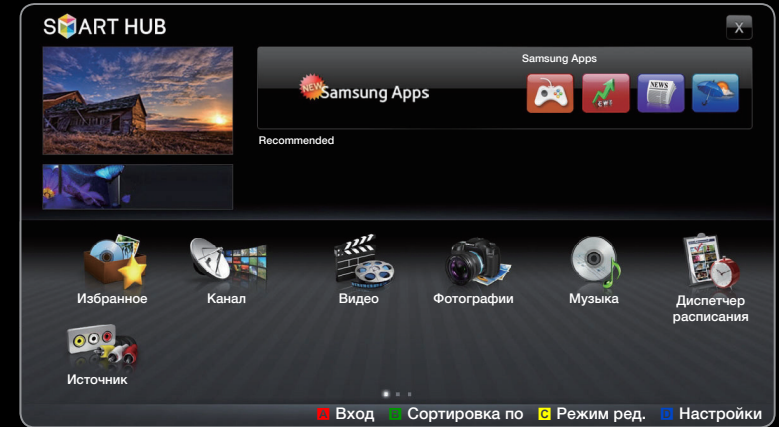 SMART HUB
X
Samsung Apps
NEW Samsung Apps
NEWS
Recommended
Избранное
Канал
Видео
Фотографии
Музыка
Диспетчер
расписания
Источник
A Вход B Сортировка по C Режим ред. D Настройки